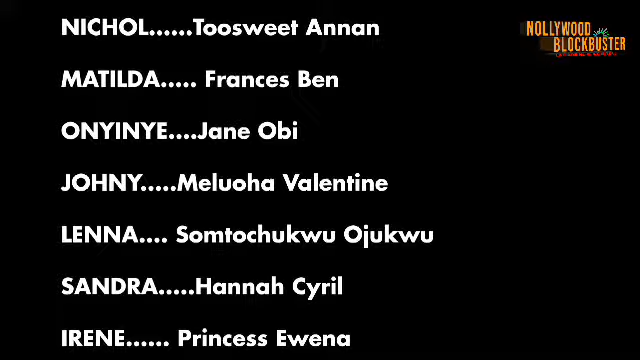 NICHOL......Toosweet Annan
NOLLYWOOD
BLOCKBUSTER
MATILDA..... Frances Ben
ONYINYE....Jane Obi
JOHNY.....Meluoha Valentine
LENNA.... Somtochukwu Ojukwu
SANDRA.....Hannah Cyril
IRENE...... Princess Ewena